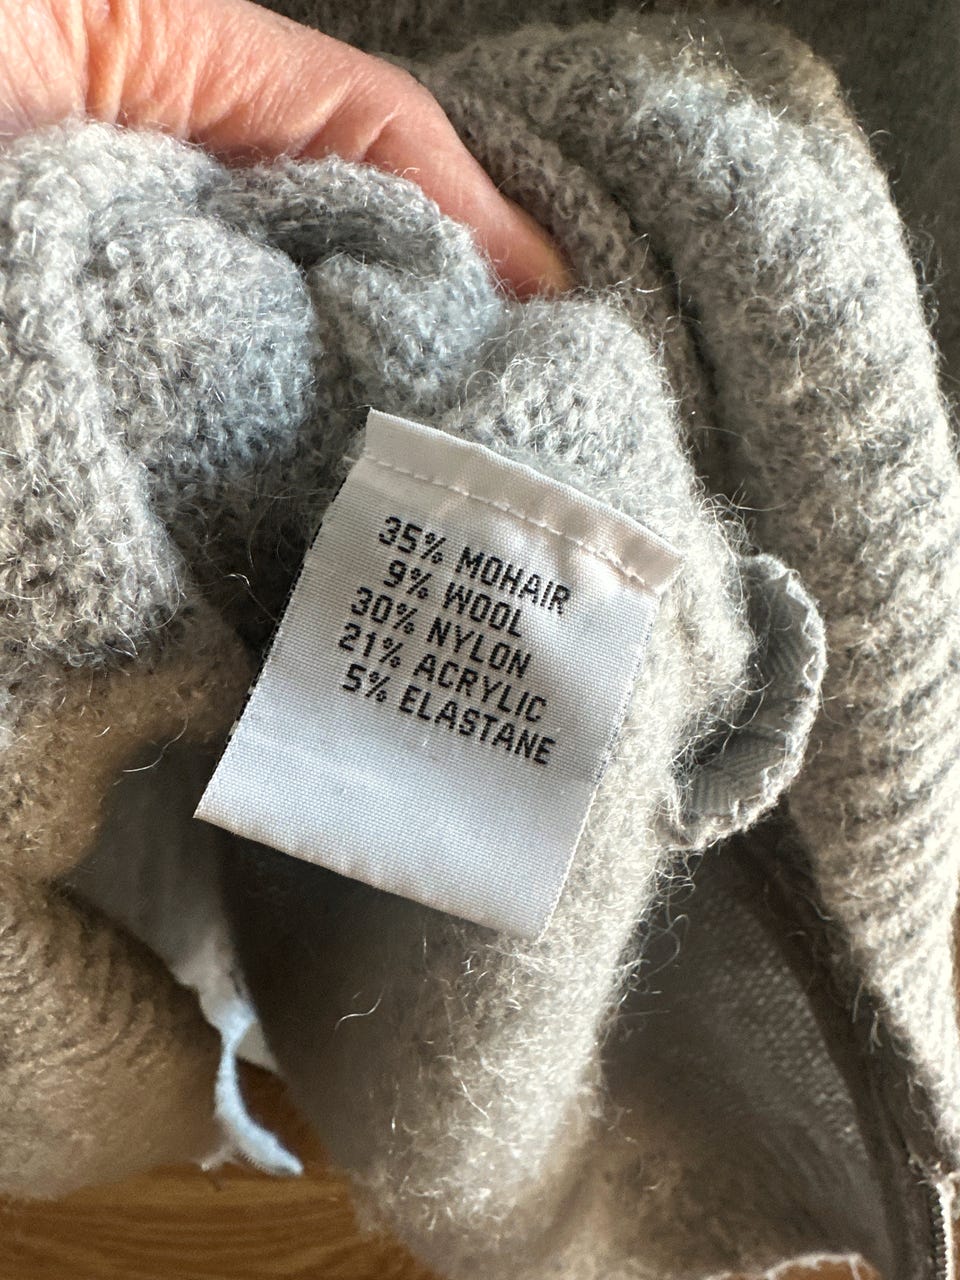 35% MOHAIR
9% WOOL
30% NYLON
21% ACRYLIC
5% ELASTANE